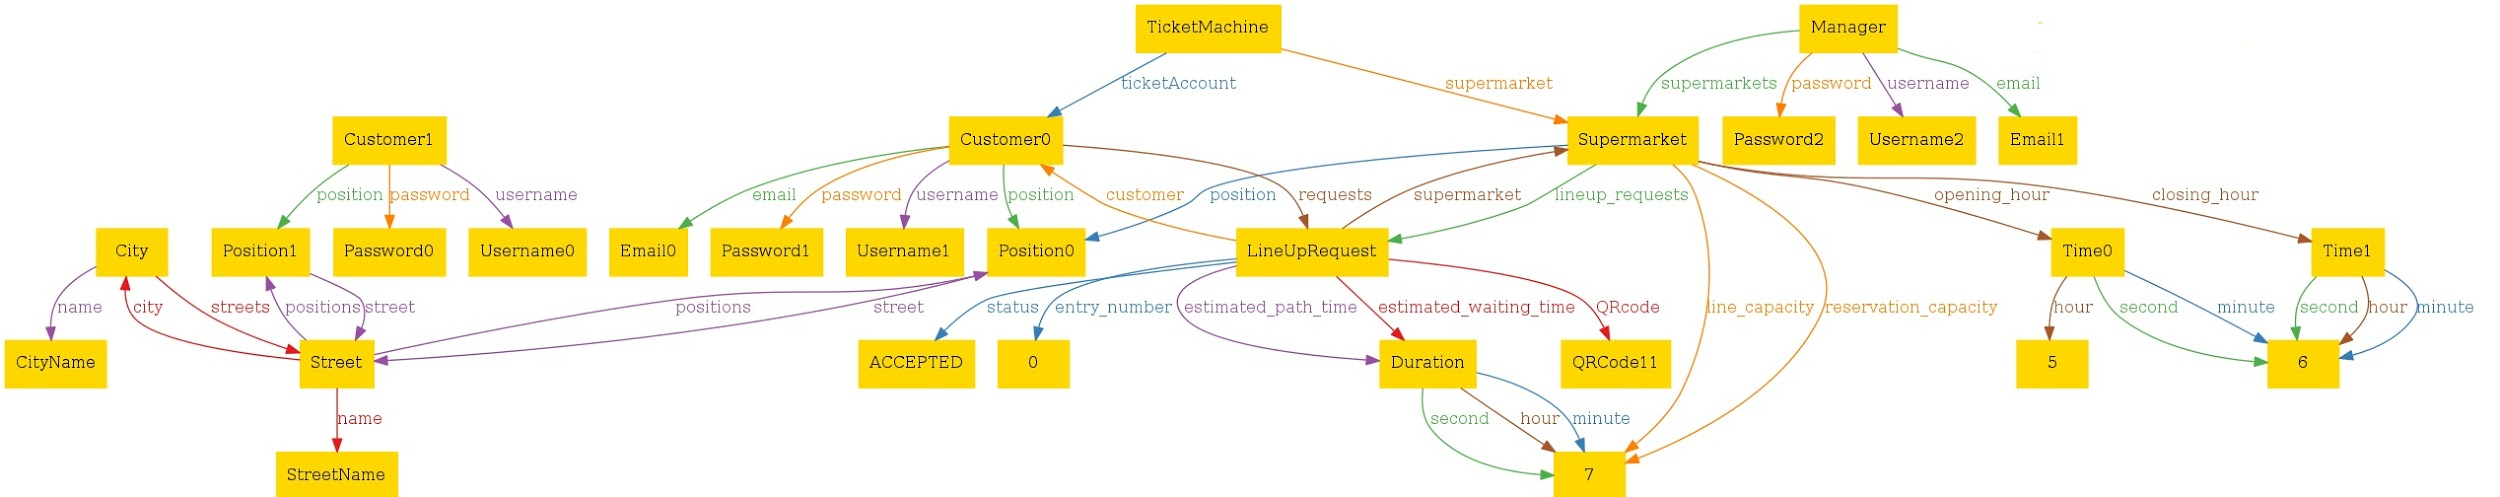 TicketMachine
Manager
ticketAccount
supermarket
supermarkets
password
username
email
Customer1
Customer0
Supermarket
Password2
Username2
Email1
position
password
username
email
password
username
position
customer
requests
supermarket
position
lineup_requests
opening_hour
closing_hour
City
Position1
Password0
Username0
Email0
Password1
Username1
Position0
LineUpRequest
Time0
Time1
name
city
streets
positions
street
positions
street
status
entry_number
estimated_path_time
estimated_waiting_time
QRcode
line_capacity
reservation_capacity
hour
second
minute
second
hour
minute
CityName
Street
ACCEPTED
0
Duration
QRCode11
5
6
name
second
hour
minute
StreetName
7